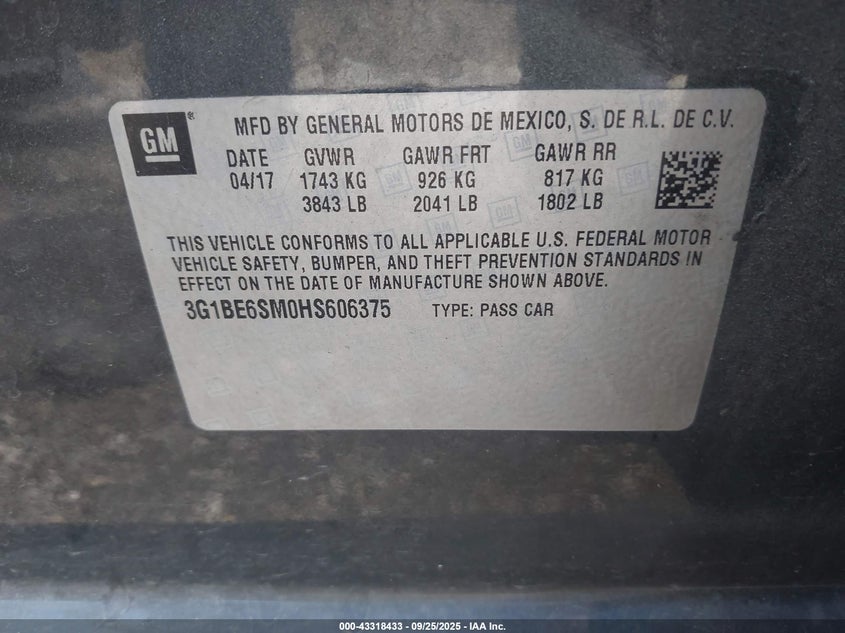 GM
MFD BY GENERAL MOTORS DE MEXICO, S. DE R.L. DE C.V.
DATE GVWR GAWR FRT GAWR RR
04/17 1743 KG 926 KG 817 KG
3843 LB 2041 LB 1802 LB
THIS VEHICLE CONFORMS TO ALL APPLICABLE U.S. FEDERAL MOTOR
VEHICLE SAFETY, BUMPER, AND THEFT PREVENTION STANDARDS IN
EFFECT ON THE DATE OF MANUFACTURE SHOWN ABOVE.
3G1BE6SM0HS606375 TYPE: PASS CAR
000-43318433 - 09/25/2025 - IAA Inc.